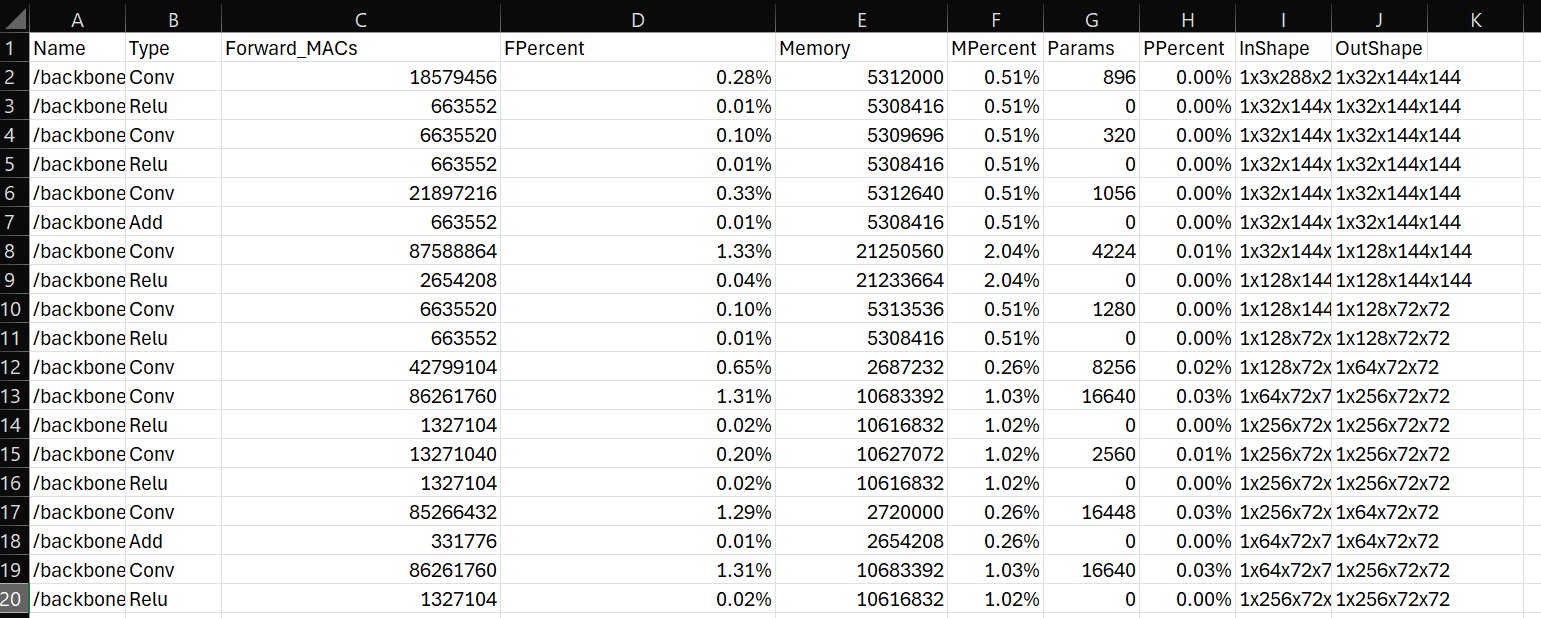 A B C D E F G H I J K
1 Name Type Forward_MACs FPercent Memory MPercent Params PPercent InShape OutShape
2 /backbone Conv 18579456 0.28% 5312000 0.51% 896 0.00% 1x3x288x2 1x32x144x144
3 /backbone Relu 663552 0.01% 5308416 0.51% 0 0.00% 1x32x144x 1x32x144x144
4 /backbone Conv 6635520 0.10% 5309696 0.51% 320 0.00% 1x32x144x 1x32x144x144
5 /backbone Relu 663552 0.01% 5308416 0.51% 0 0.00% 1x32x144x 1x32x144x144
6 /backbone Conv 21897216 0.33% 5312640 0.51% 1056 0.00% 1x32x144x 1x32x144x144
7 /backbone Add 663552 0.01% 5308416 0.51% 0 0.00% 1x32x144x 1x32x144x144
8 /backbone Conv 87588864 1.33% 21250560 2.04% 4224 0.01% 1x32x144x 1x128x144x144
9 /backbone Relu 2654208 0.04% 21233664 2.04% 0 0.00% 1x128x144 1x128x144x144
10 /backbone Conv 6635520 0.10% 5313536 0.51% 1280 0.00% 1x128x144 1x128x72x72
11 /backbone Relu 663552 0.01% 5308416 0.51% 0 0.00% 1x128x72x 1x128x72x72
12 /backbone Conv 42799104 0.65% 2687232 0.26% 8256 0.02% 1x128x72x 1x64x72x72
13 /backbone Conv 86261760 1.31% 10683392 1.03% 16640 0.03% 1x64x72x7 1x256x72x72
14 /backbone Relu 1327104 0.02% 10616832 1.02% 0 0.00% 1x256x72x 1x256x72x72
15 /backbone Conv 13271040 0.20% 10627072 1.02% 2560 0.01% 1x256x72x 1x256x72x72
16 /backbone Relu 1327104 0.02% 10616832 1.02% 0 0.00% 1x256x72x 1x256x72x72
17 /backbone Conv 85266432 1.29% 2720000 0.26% 16448 0.03% 1x256x72x 1x64x72x72
18 /backbone Add 331776 0.01% 2654208 0.26% 0 0.00% 1x64x72x7 1x64x72x72
19 /backbone Conv 86261760 1.31% 10683392 1.03% 16640 0.03% 1x64x72x7 1x256x72x72
20 /backbone Relu 1327104 0.02% 10616832 1.02% 0 0.00% 1x256x72x 1x256x72x72